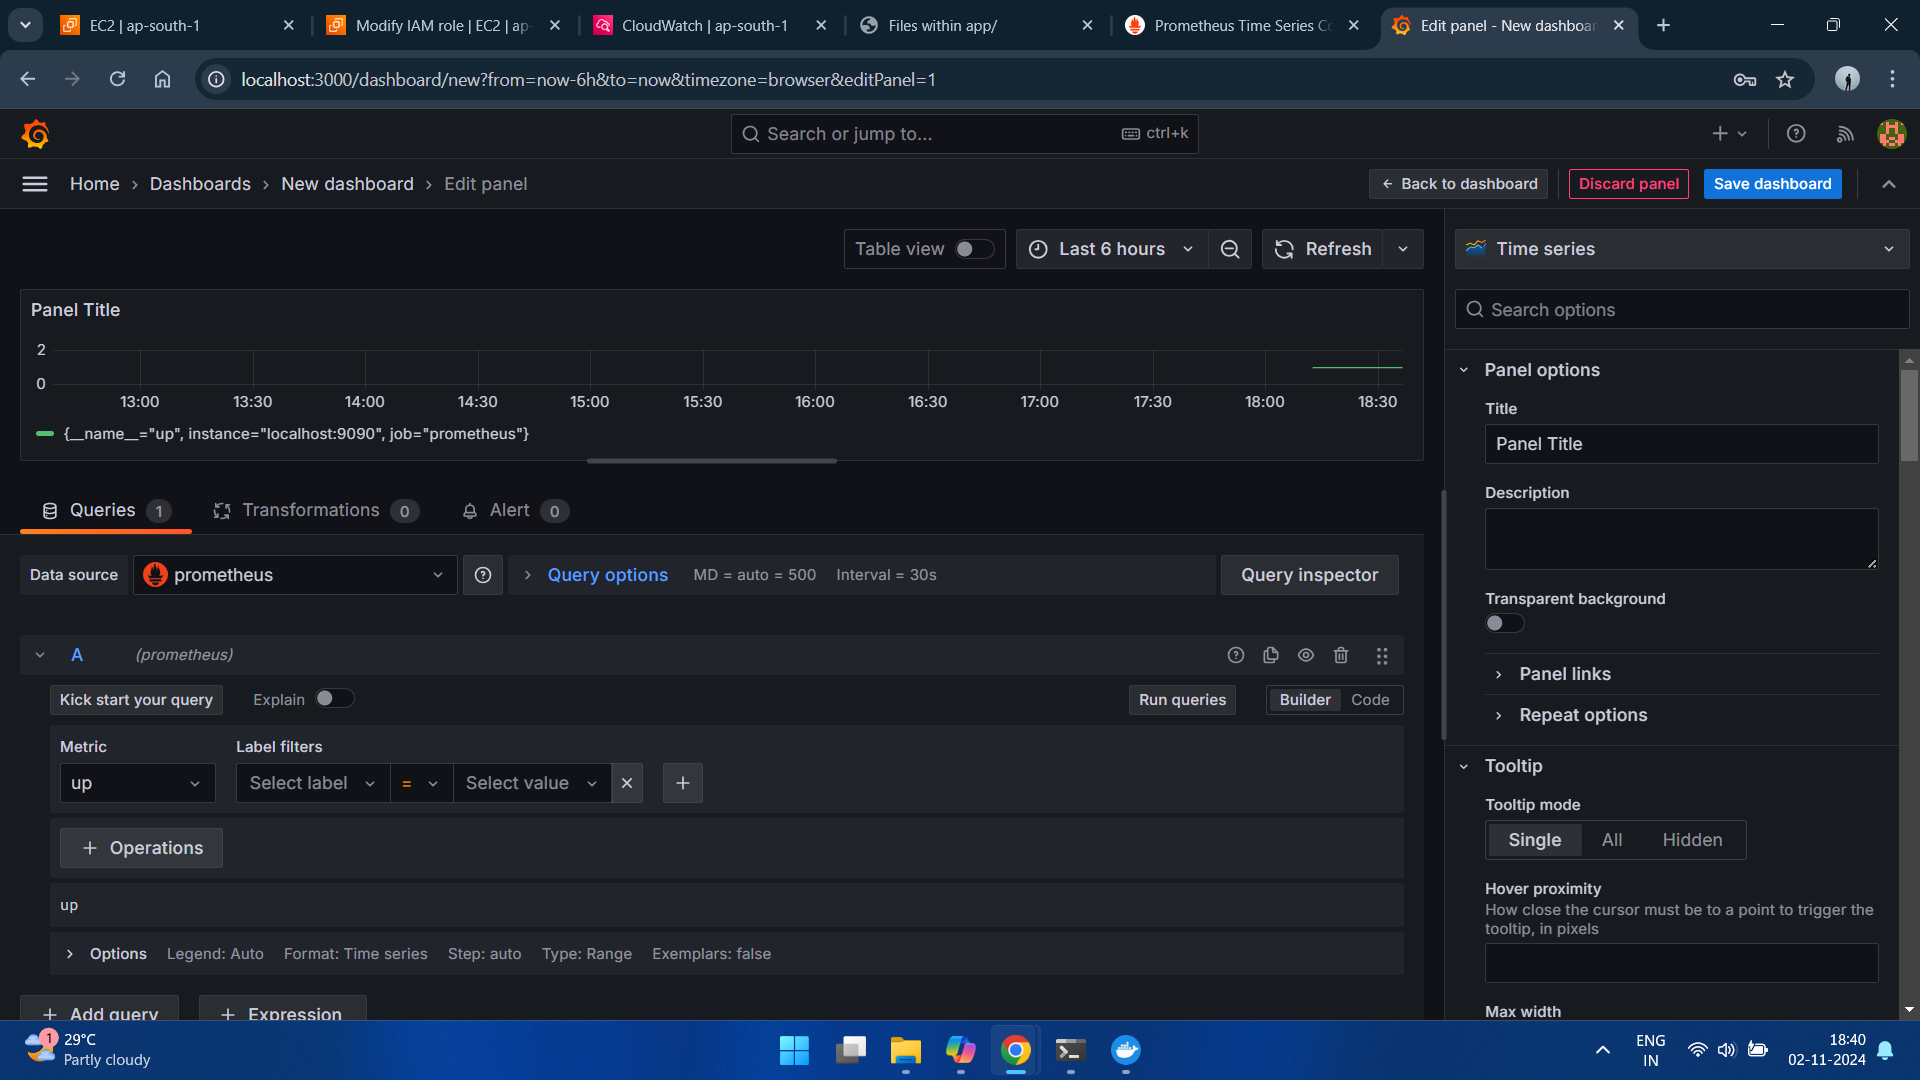 EC2 | ap-south-1
Modify IAM role | EC2 | ap-
CloudWatch | ap-south-1
Files within app/
Prometheus Time Series Co
Edit panel - New dashboar
localhost:3000/dashboard/new?from=now-6h&to=now&timezone=browser&editPanel=1
Search or jump to...
ctrl+k
Home › Dashboards › New dashboard › Edit panel
Back to dashboard
Discard panel
Save dashboard
Table view
Last 6 hours
Refresh
Time series
Search options
Panel Title
2
0
13:00 13:30 14:00 14:30 15:00 15:30 16:00 16:30 17:00 17:30 18:00 18:30
{__name__="up", instance="localhost:9090", job="prometheus"}
Queries 1
Transformations 0
Alert 0
Data source
prometheus
Query options
MD = auto = 500
Interval = 30s
Query inspector
A
(prometheus)
Kick start your query
Explain
Run queries
Builder
Code
Metric
Label filters
up
Select label
=
Select value
+ Operations
up
Options
Legend: Auto
Format: Time series
Step: auto
Type: Range
Exemplars: false
+ Add query
+ Expression
Panel options
Title
Panel Title
Description
Transparent background
Panel links
Repeat options
Tooltip
Tooltip mode
Single
All
Hidden
Hover proximity
How close the cursor must be to a point to trigger the
tooltip, in pixels
Max width
1
29°C
Partly cloudy
ENG
IN
18:40
02-11-2024